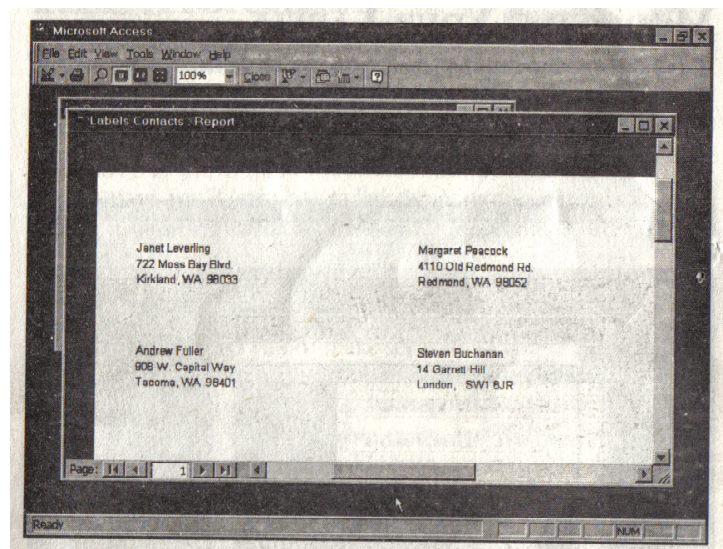 Microsoft Access
File Edit View Tools Window Help
100% Close
Labels Contacts : Report
Janet Leverling
722 Moss Bay Blvd.
Kirkland, WA 98033
Margaret Peacock
4110 Old Redmond Rd.
Redmond, WA 98052
Andrew Fuller
908 W. Capital Way
Tacoma, WA 98401
Steven Buchanan
14 Garrett Hill
London, SW1 8JR
Page: 1
Ready
NUM